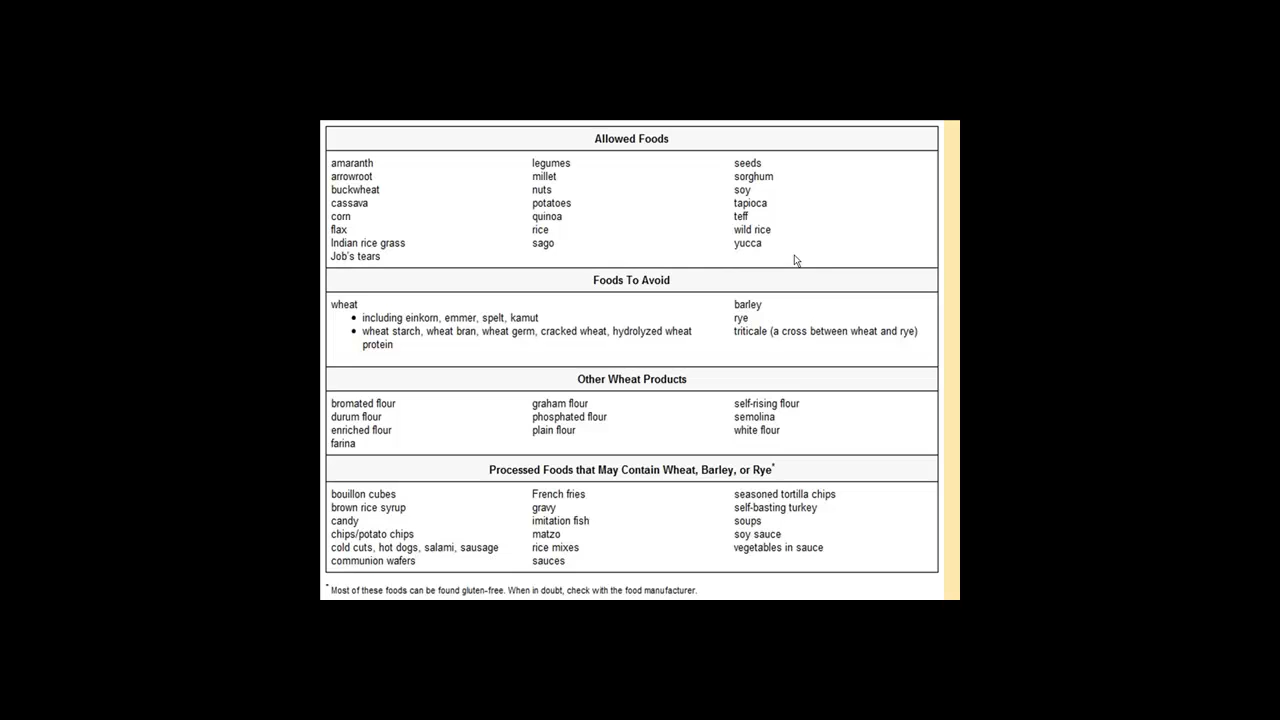 Allowed Foods
amaranth legumes seeds
arrowroot millet sorghum
buckwheat nuts soy
cassava potatoes tapioca
corn quinoa teff
flax rice wild rice
Indian rice grass sago yucca
Job's tears
Foods To Avoid
wheat barley
• including einkorn, emmer, spelt, kamut rye
• wheat starch, wheat bran, wheat germ, cracked wheat, hydrolyzed wheat triticale (a cross between wheat and rye)
protein
Other Wheat Products
bromated flour graham flour self-rising flour
durum flour phosphated flour semolina
enriched flour plain flour white flour
farina
Processed Foods that May Contain Wheat, Barley, or Rye*
bouillon cubes French fries seasoned tortilla chips
brown rice syrup gravy self-basting turkey
candy imitation fish soups
chips/potato chips matzo soy sauce
cold cuts, hot dogs, salami, sausage rice mixes vegetables in sauce
communion wafers sauces
* Most of these foods can be found gluten-free. When in doubt, check with the food manufacturer.